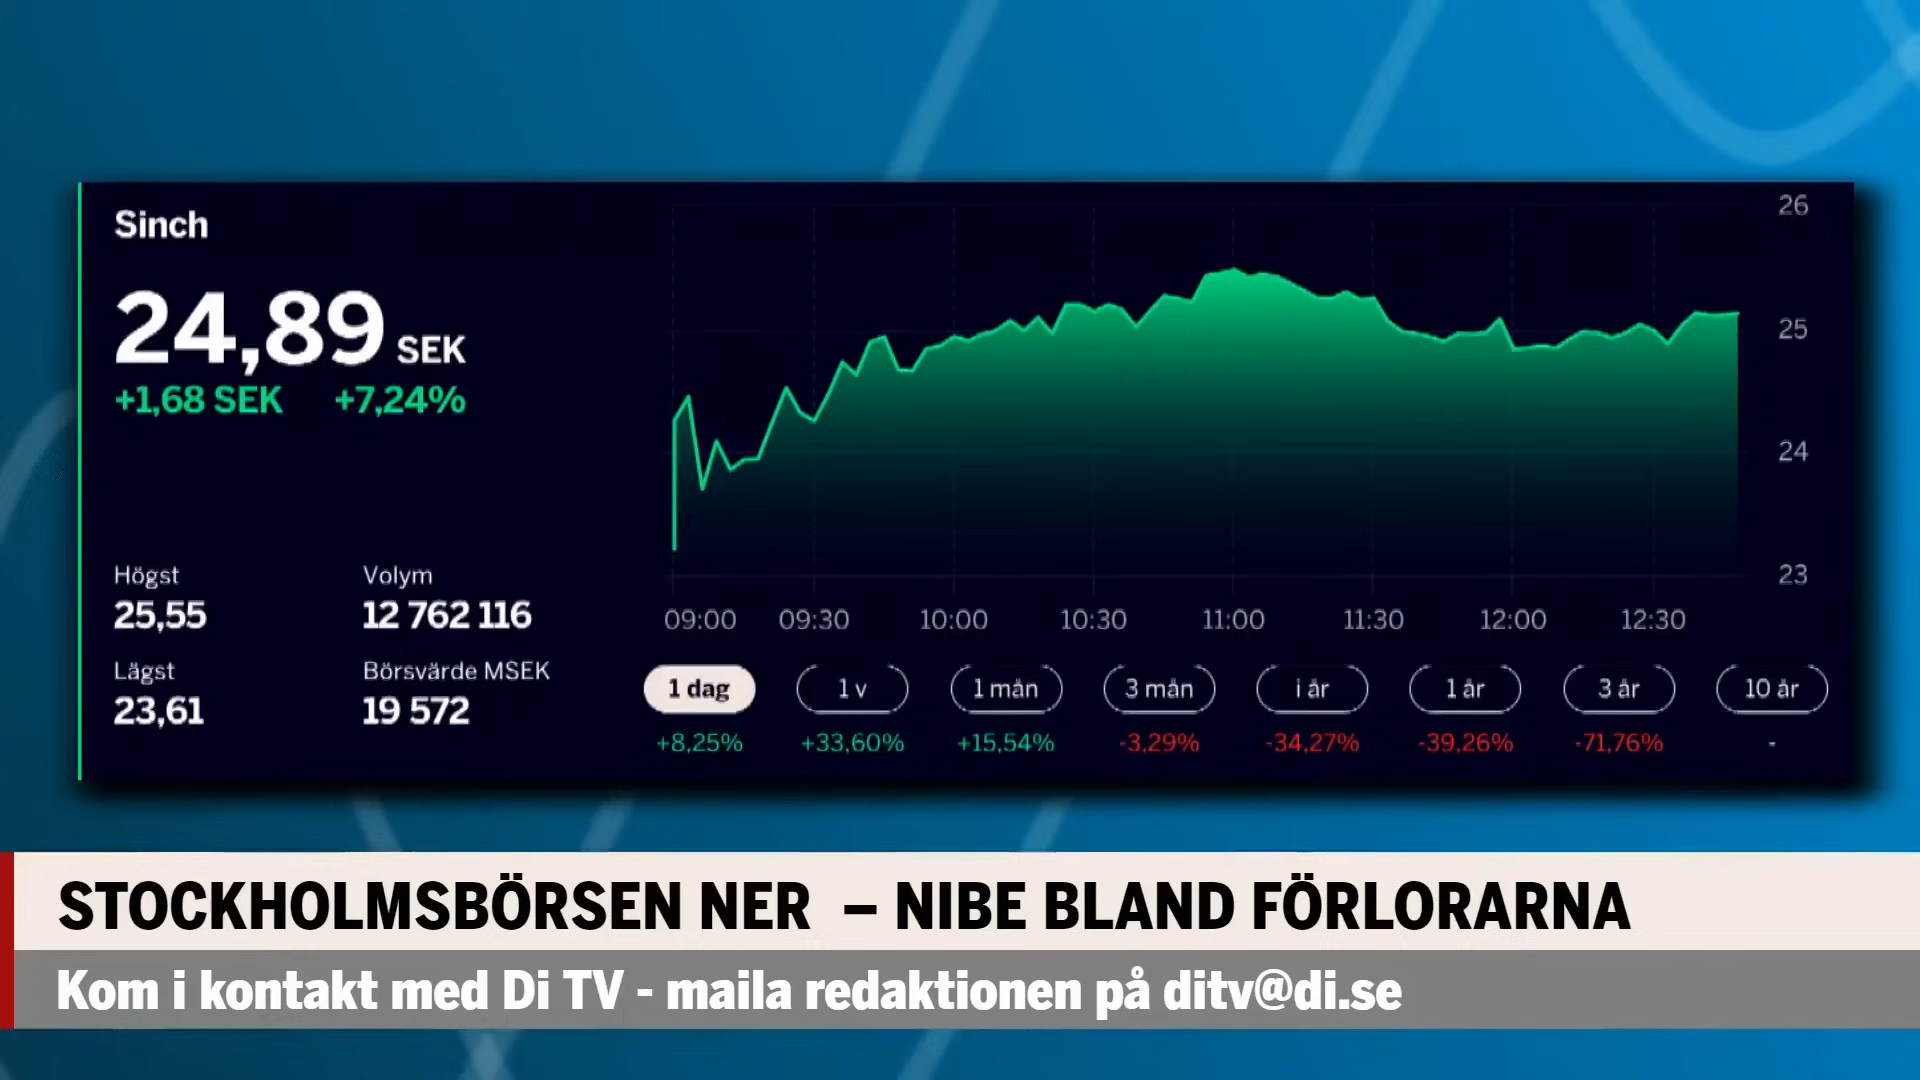 Sinch
24,89 SEK
+1,68 SEK +7,24%
Högst
25,55
Volym
12 762 116
Lägst
23,61
Börsvärde MSEK
19 572
26
25
24
23
09:00 09:30 10:00 10:30 11:00 11:30 12:00 12:30
1 dag 1 v 1 mån 3 mån i år 1 år 3 år 10 år
+8,25% +33,60% +15,54% -3,29% -34,27% -39,26% -71,76% -
STOCKHOLMSBÖRSEN NER – NIBE BLAND FÖRLORARNA
Kom i kontakt med Di TV - maila redaktionen på ditv@di.se